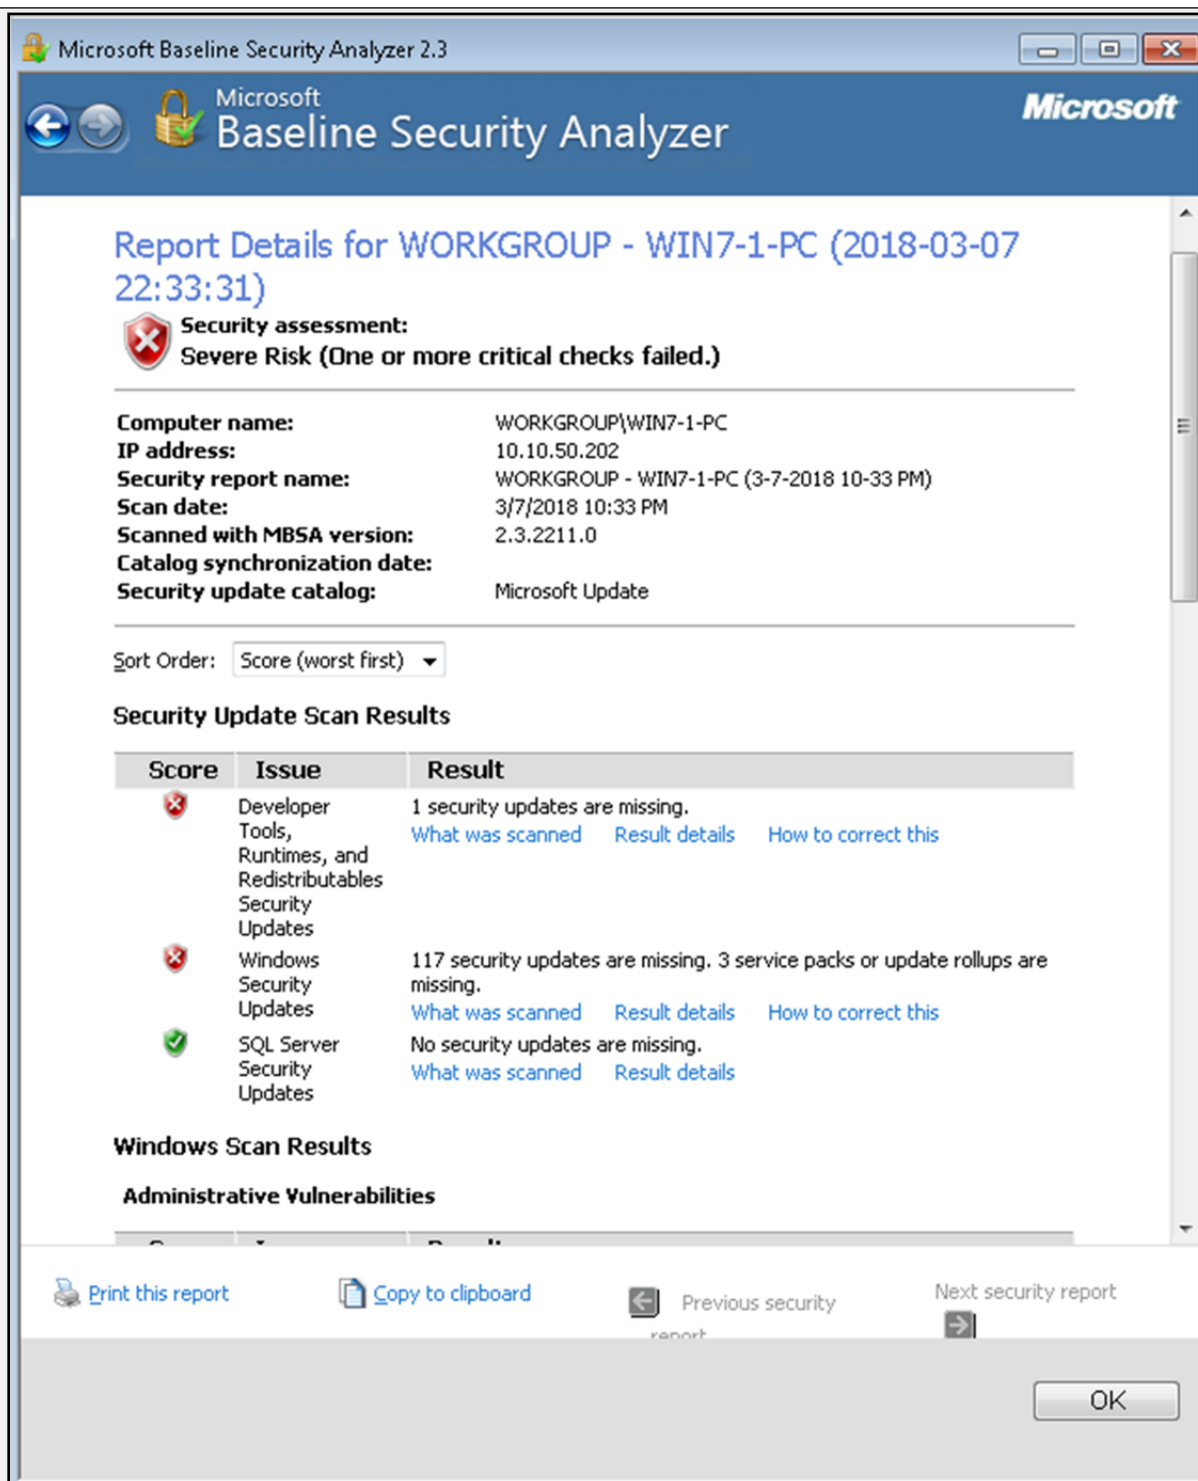 Microsoft Baseline Security Analyzer 2.3
Microsoft
Baseline Security Analyzer
Microsoft
Report Details for WORKGROUP - WIN7-1-PC (2018-03-07
22:33:31)
Security assessment:
Severe Risk (One or more critical checks failed.)
Computer name: WORKGROUP\WIN7-1-PC
IP address: 10.10.50.202
Security report name: WORKGROUP - WIN7-1-PC (3-7-2018 10-33 PM)
Scan date: 3/7/2018 10:33 PM
Scanned with MBSA version: 2.3.2211.0
Catalog synchronization date:
Security update catalog: Microsoft Update
Sort Order: Score (worst first)
Security Update Scan Results
Score Issue Result
Developer
Tools,
Runtimes, and
Redistributables
Security
Updates
1 security updates are missing.
What was scanned Result details How to correct this
Windows
Security
Updates
117 security updates are missing. 3 service packs or update rollups are
missing.
What was scanned Result details How to correct this
SQL Server
Security
Updates
No security updates are missing.
What was scanned Result details
Windows Scan Results
Administrative Vulnerabilities
Print this report
Copy to clipboard
Previous security
report
Next security report
OK